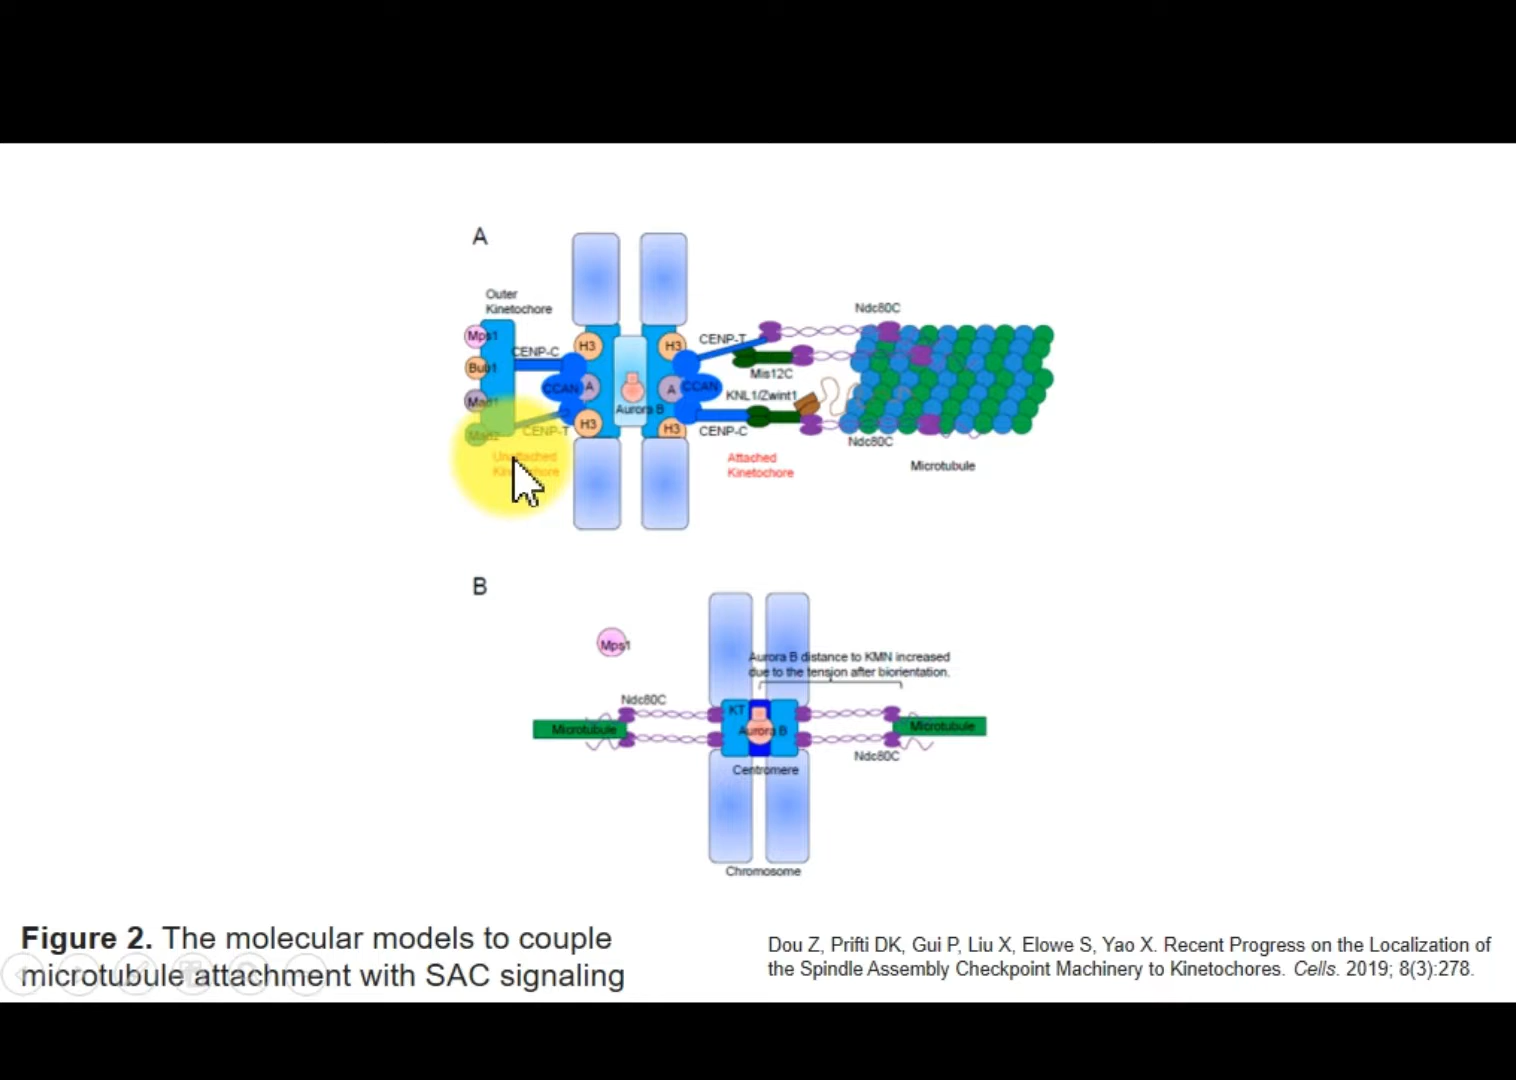 A
Outer
Kinetochore
Mps1
Bub1
Mad1
Mad2
CENP-C
CENP-T
CCAN
A
H3
H3
Aurora B
H3
H3
A
CCAN
CENP-T
Mis12C
KNL1/Zwint1
CENP-C
Ndc80C
Ndc80C
Microtubule
Unattached
Kinetochore
Attached
Kinetochore
B
Mps1
Aurora B distance to KMN increased
due to the tension after biorientation.
Ndc80C
KT
Microtubule
Aurora B
Microtubule
Ndc80C
Centromere
Chromosome
Figure 2. The molecular models to couple
microtubule attachment with SAC signaling
Dou Z, Prifti DK, Gui P, Liu X, Elowe S, Yao X. Recent Progress on the Localization of
the Spindle Assembly Checkpoint Machinery to Kinetochores. Cells. 2019; 8(3):278.